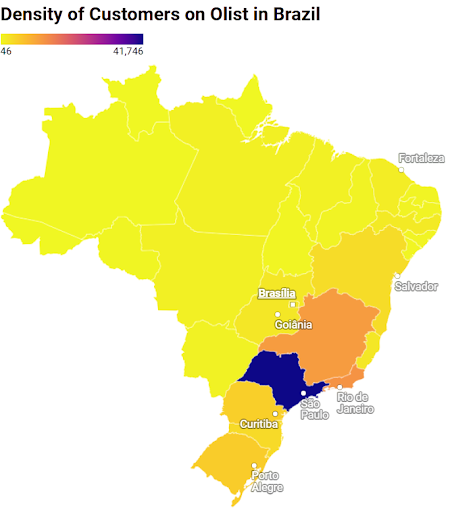 Density of Customers on Olist in Brazil
46
41,746
Fortaleza
Salvador
Brasília
Goiânia
Rio de
Janeiro
São
Paulo
Curitiba
Porto
Alegre